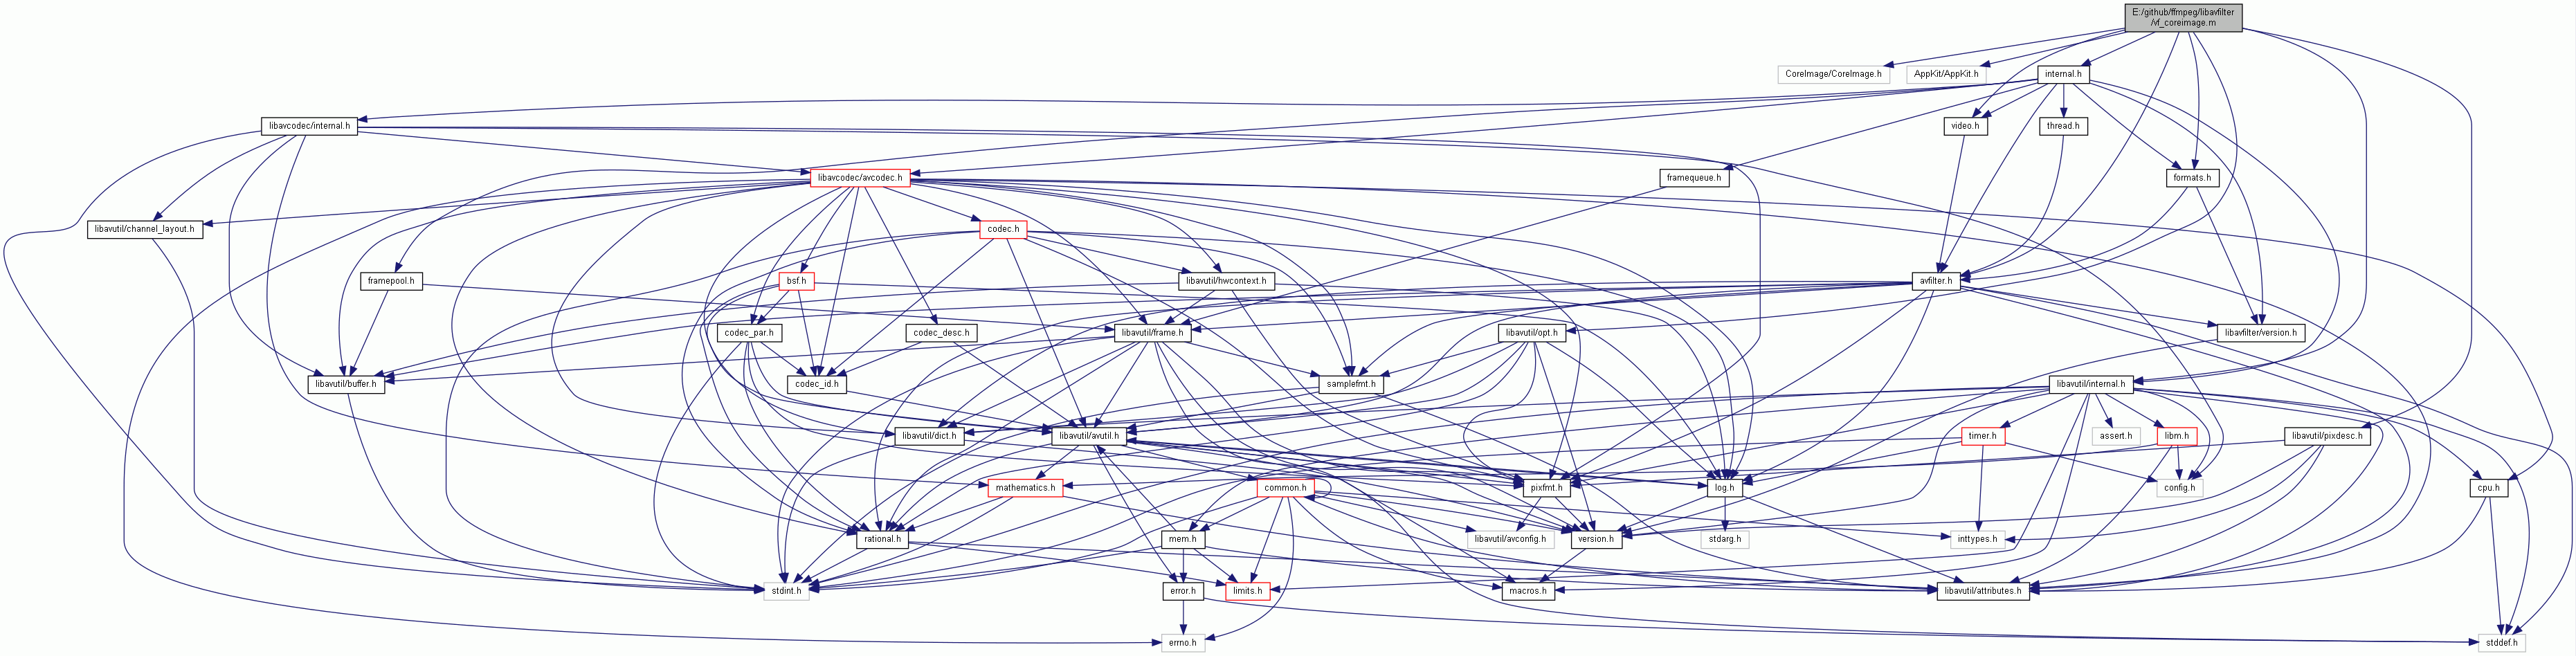 E:/github/ffmpeg/libavfilter
/vf_coreimage.m
CoreImage/CoreImage.h
AppKit/AppKit.h
internal.h
libavcodec/internal.h
video.h
thread.h
libavcodec/avcodec.h
framequeue.h
formats.h
libavutil/channel_layout.h
codec.h
framepool.h
bsf.h
libavutil/hwcontext.h
avfilter.h
codec_par.h
codec_desc.h
libavutil/frame.h
libavutil/opt.h
libavfilter/version.h
libavutil/buffer.h
codec_id.h
samplefmt.h
libavutil/internal.h
libavutil/dict.h
libavutil/avutil.h
timer.h
assert.h
libm.h
libavutil/pixdesc.h
mathematics.h
common.h
pixfmt.h
log.h
config.h
cpu.h
rational.h
mem.h
libavutil/avconfig.h
version.h
stdarg.h
inttypes.h
stdint.h
error.h
limits.h
macros.h
libavutil/attributes.h
errno.h
stddef.h